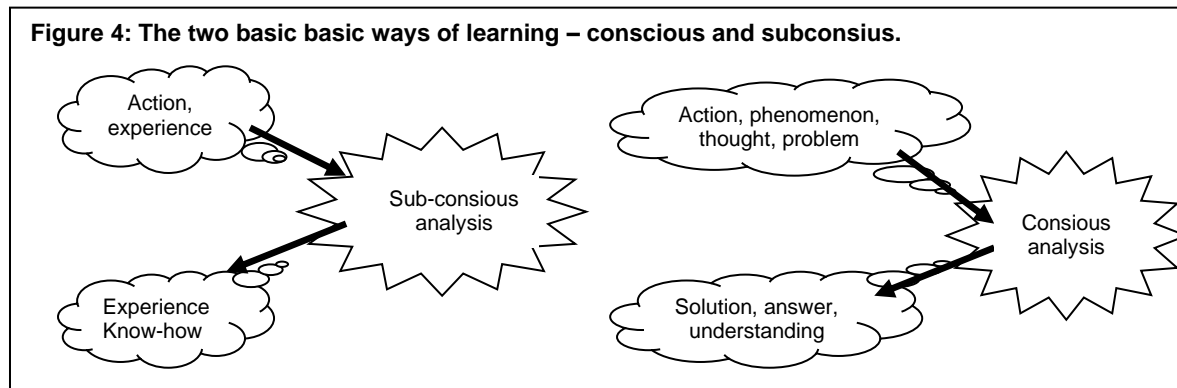 Figure 4: The two basic basic ways of learning – conscious and subconsius.
Action,
experience
Sub-consious
analysis
Experience
Know-how
Action, phenomenon,
thought, problem
Consious
analysis
Solution, answer,
understanding